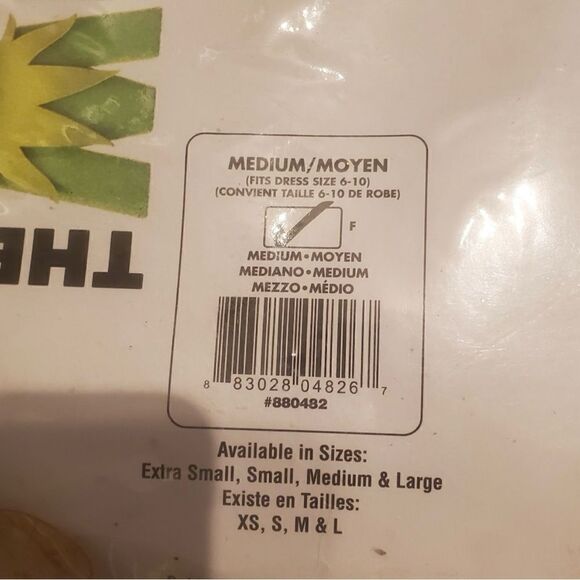 THE
MEDIUM/MOYEN
(FITS DRESS SIZE 6-10)
(CONVIENT TAILLE 6-10 DE ROBE)
F
MEDIUM•MOYEN
MEDIANO•MEDIUM
MEZZO•MÉDIO
8 83028 04826 7
#880482
Available in Sizes:
Extra Small, Small, Medium & Large
Existe en Tailles:
XS, S, M & L